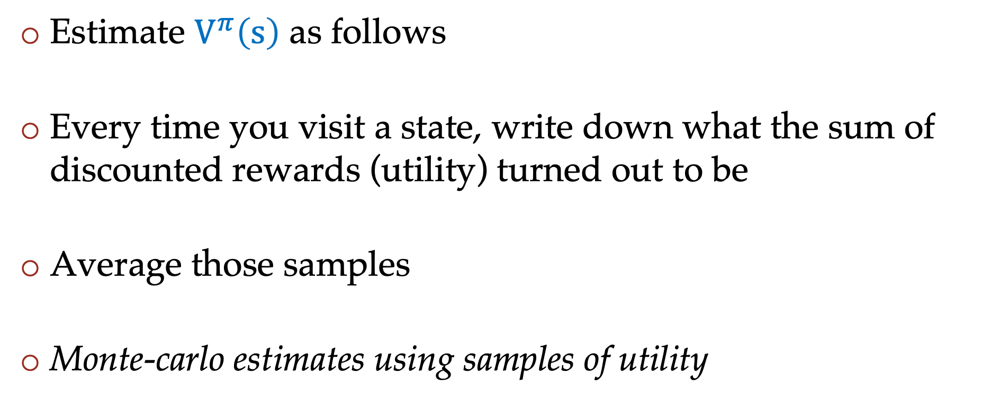 Estimate Vπ(s) as follows
Every time you visit a state, write down what the sum of
discounted rewards (utility) turned out to be
Average those samples
Monte-carlo estimates using samples of utility